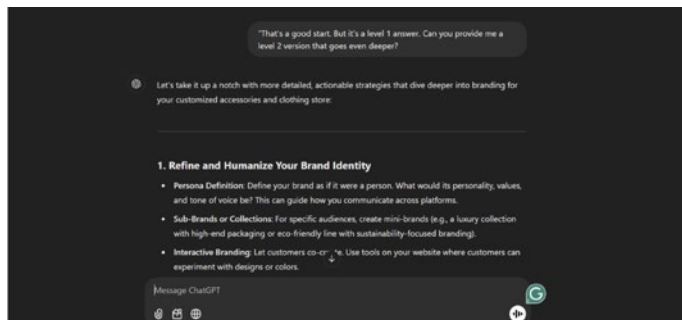 "That's a good start. But it's a level 1 answer. Can you provide me a
level 2 version that goes even deeper?
Let's take it up a notch with more detailed, actionable strategies that dive deeper into branding for
your customized accessories and clothing store:
1. Refine and Humanize Your Brand Identity
• Persona Definition: Define your brand as if it were a person. What would its personality, values,
and tone of voice be? This can guide how you communicate across platforms.
• Sub-Brands or Collections: For specific audiences, create mini-brands (e.g., a luxury collection
with high-end packaging or eco-friendly line with sustainability-focused branding).
• Interactive Branding: Let customers Use tools on your website where customers can
experiment with designs or colors.
Message ChatGPT
G